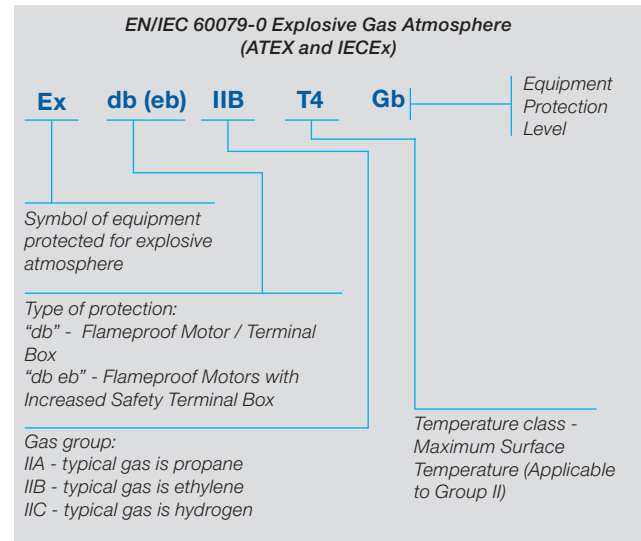 EN/IEC 60079-0 Explosive Gas Atmosphere
(ATEX and IECEx)
Ex db (eb) IIB T4 Gb
Equipment
Protection
Level
Symbol of equipment
protected for explosive
atmosphere
Type of protection:
“db” - Flameproof Motor / Terminal
Box
“db eb” - Flameproof Motors with
Increased Safety Terminal Box
Gas group:
IIA - typical gas is propane
IIB - typical gas is ethylene
IIC - typical gas is hydrogen
Temperature class -
Maximum Surface
Temperature (Applicable
to Group II)